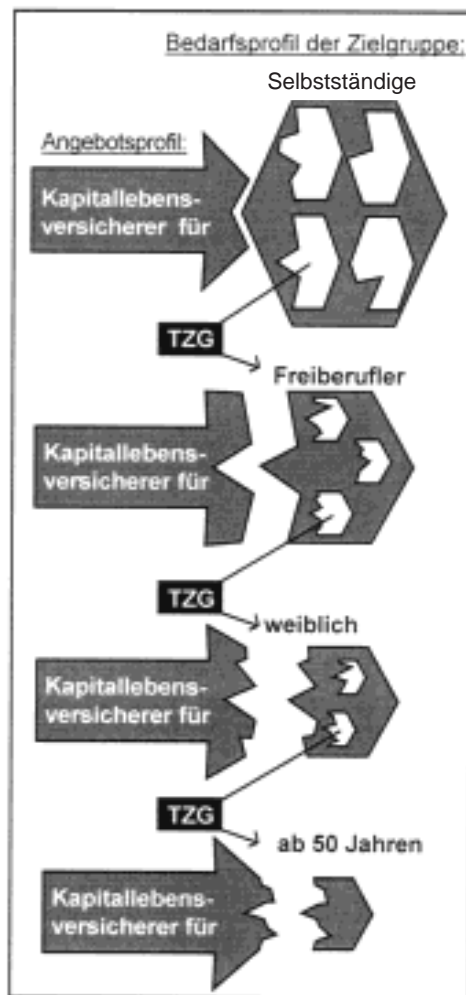 Bedarfsprofil der Zielgruppe:
Selbstständige
Angebotsprofil:
Kapitallebens-
versicherer für
TZG
Freiberufler
Kapitallebens-
versicherer für
TZG
weiblich
Kapitallebens-
versicherer für
TZG
ab 50 Jahren
Kapitallebens-
versicherer für